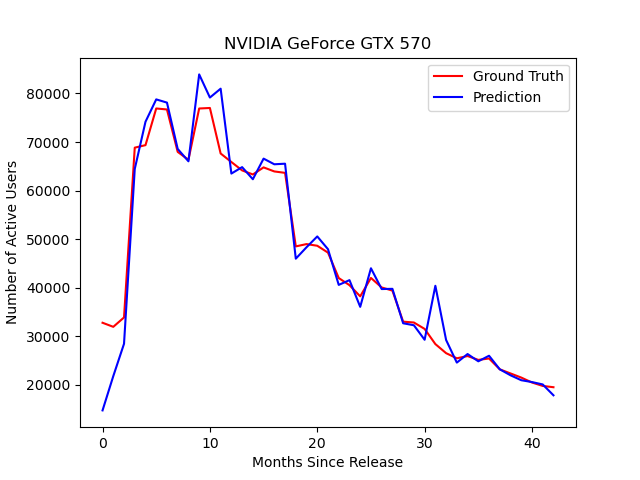 NVIDIA GeForce GTX 570
Ground Truth
Prediction
Number of Active Users
80000
70000
60000
50000
40000
30000
20000
0 10 20 30 40
Months Since Release